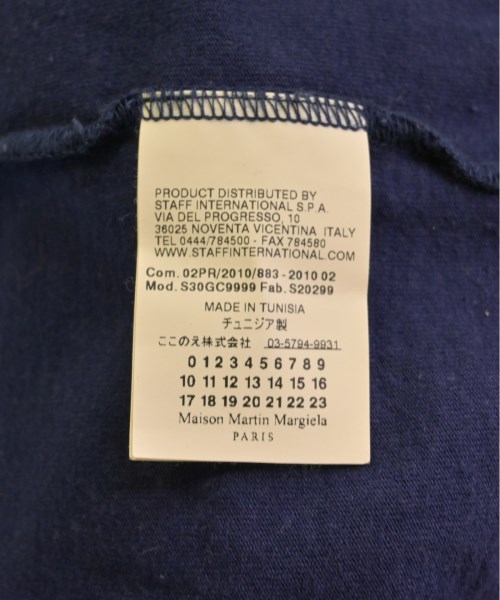 PRODUCT DISTRIBUTED BY
STAFF INTERNATIONAL S.P.A.
VIA DEL PROGRESSO, 10
36025 NOVENTA VICENTINA ITALY
TEL 0444/784500 - FAX 784580
WWW.STAFFINTERNATIONAL.COM
Com. 02PR/2010/883-2010 02
Mod. S30GC9999 Fab. S20299
MADE IN TUNISIA
チュニジア製
ここのえ株式会社 03-5794-9931
0 1 2 3 4 5 6 7 8 9
10 11 12 13 14 15 16
17 18 19 20 21 22 23
Maison Martin Margiela
PARIS